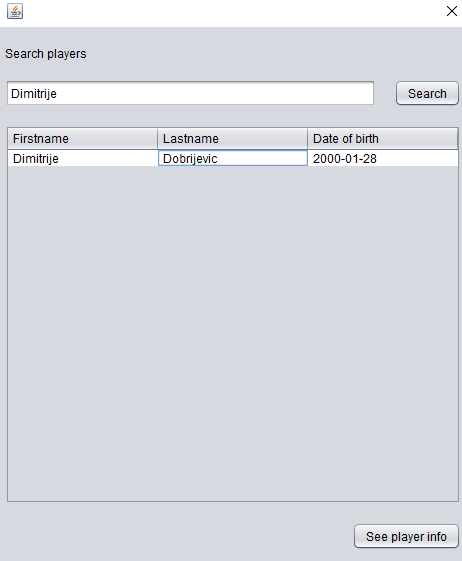 Search players
Dimitrije Search
Firstname Lastname Date of birth
Dimitrije Dobrijevic 2000-01-28
See player info